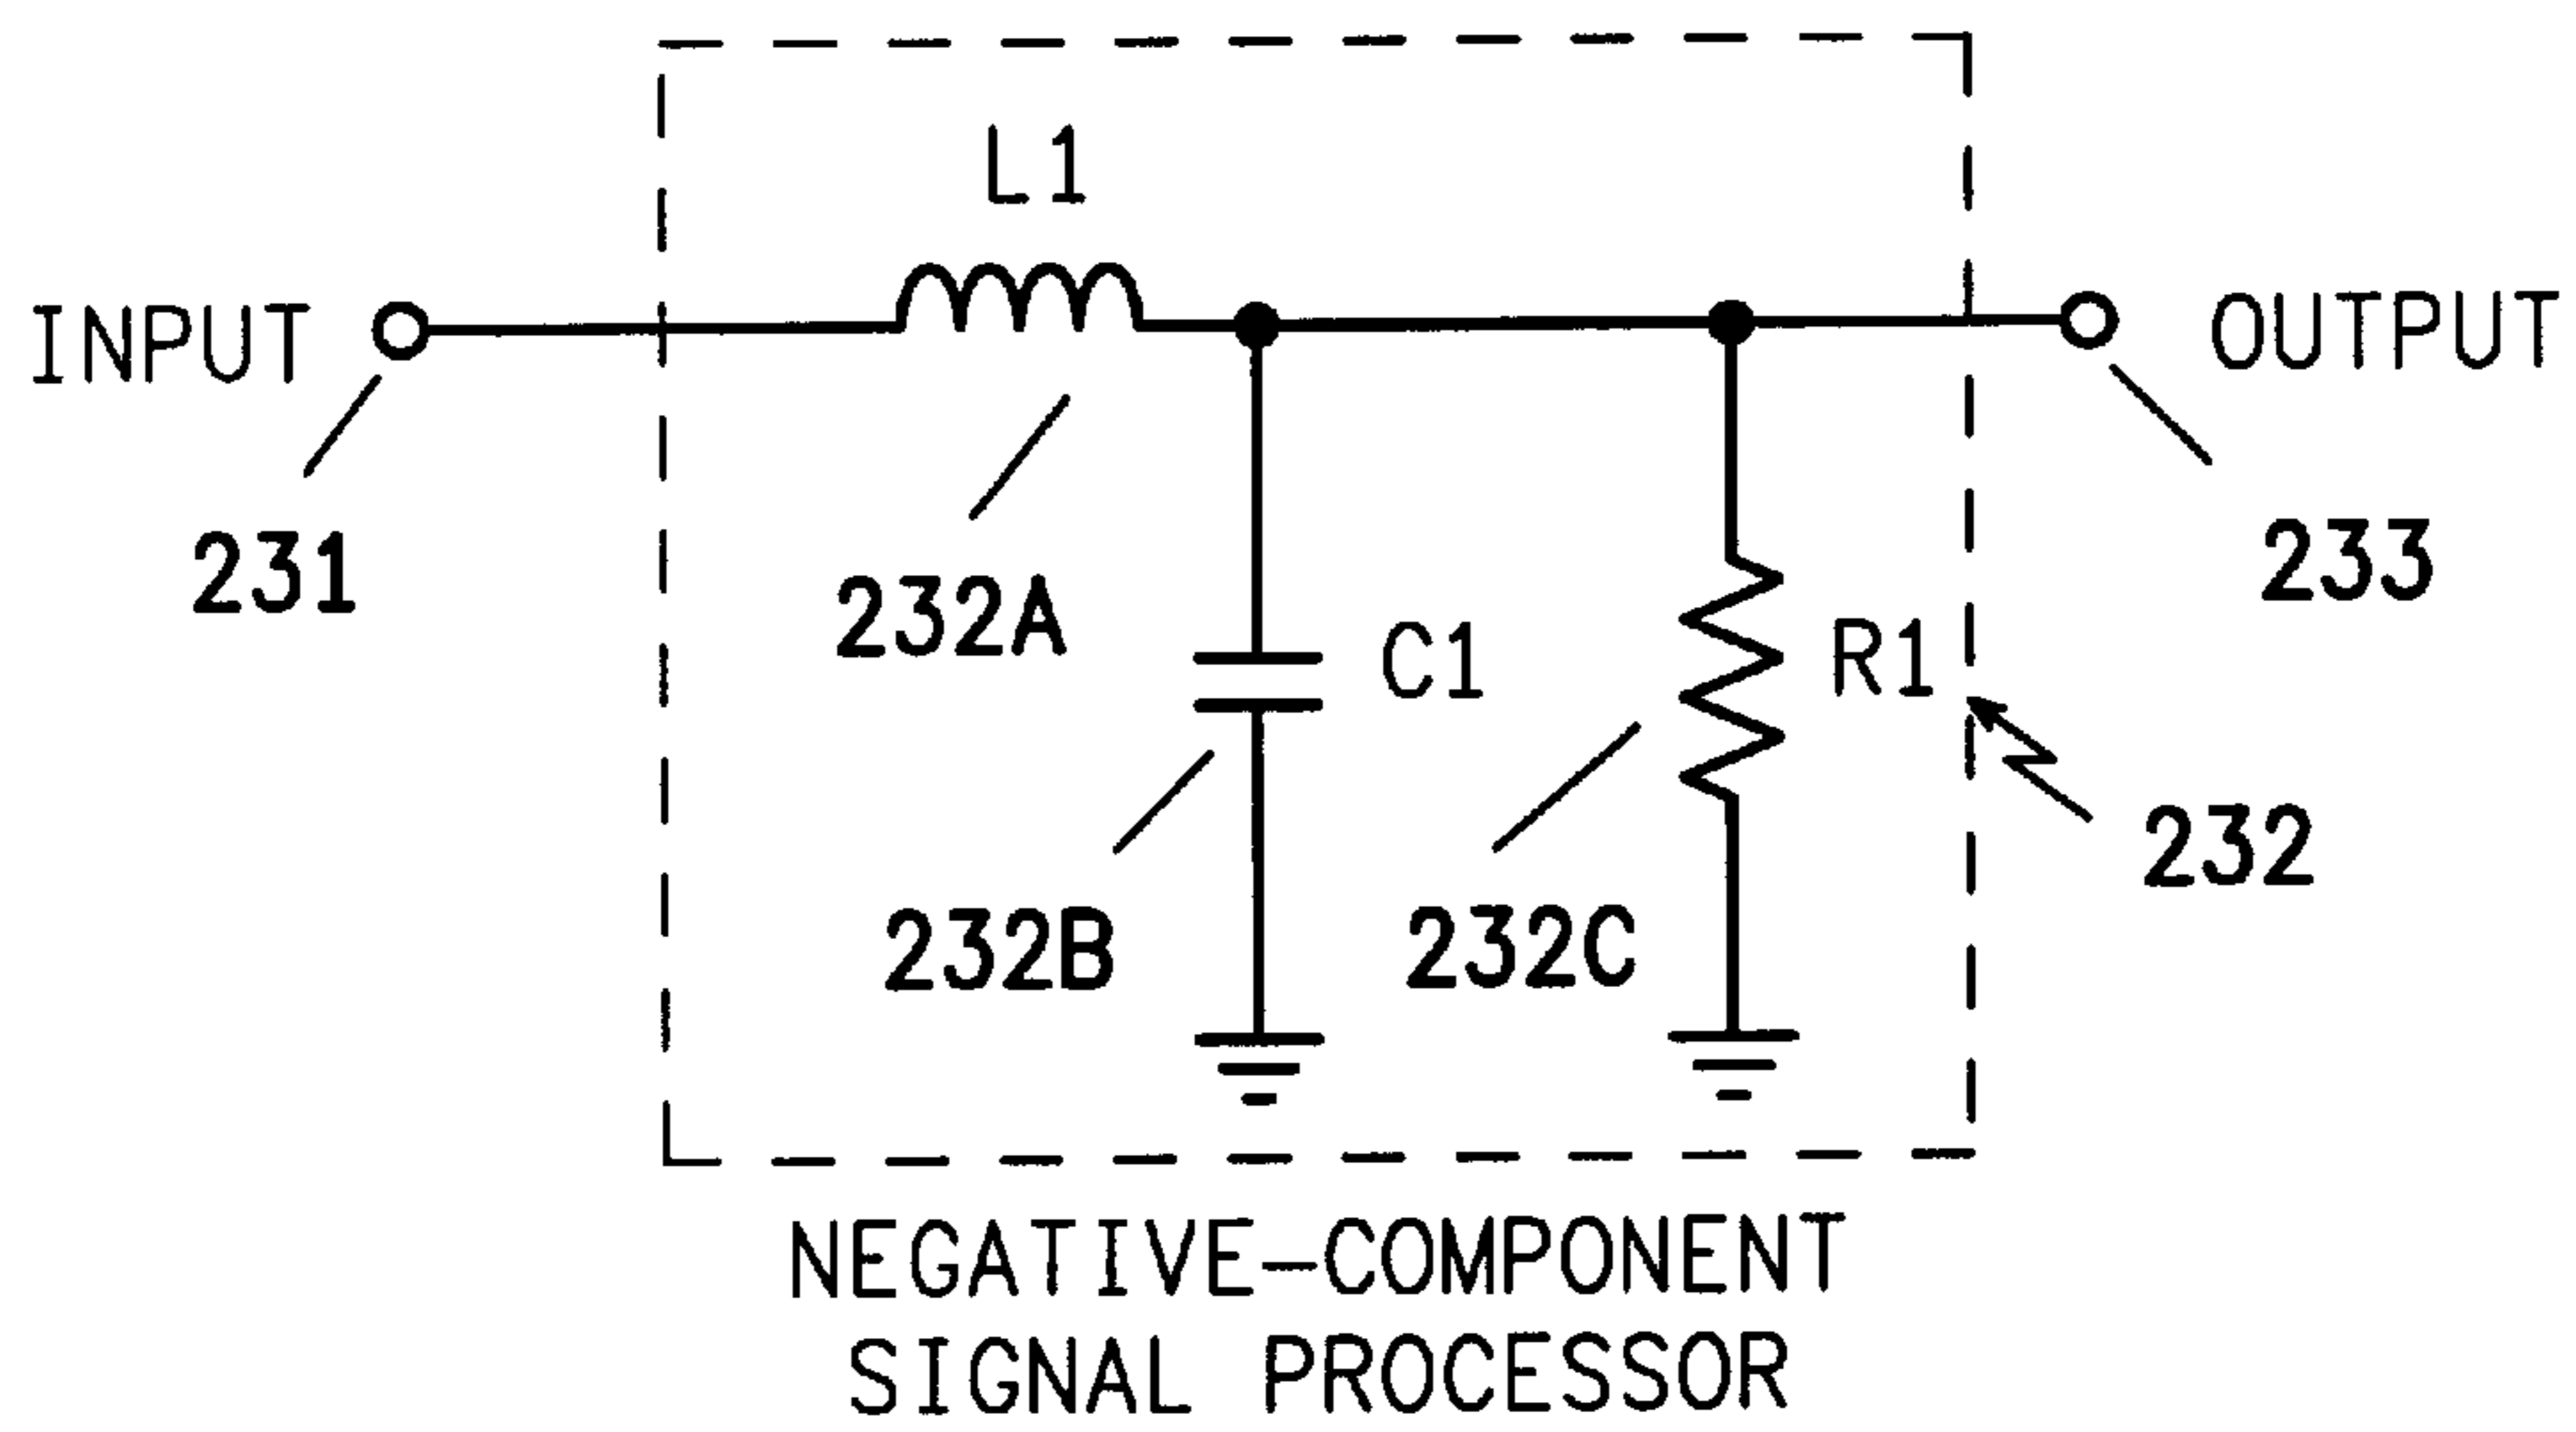 L1
INPUT
OUTPUT
231
232A
C1
R1
233
232B
232C
232
NEGATIVE-COMPONENT
SIGNAL PROCESSOR